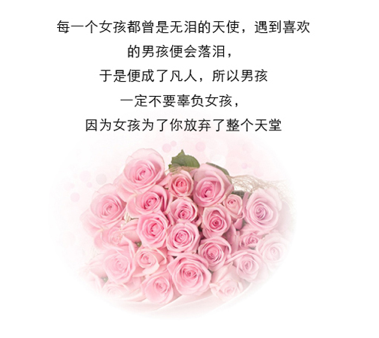 每一个女孩都曾是无泪的天使，遇到喜欢
的男孩便会落泪，
于是便成了凡人，所以男孩
一定不要辜负女孩，
因为女孩为了你放弃了整个天堂